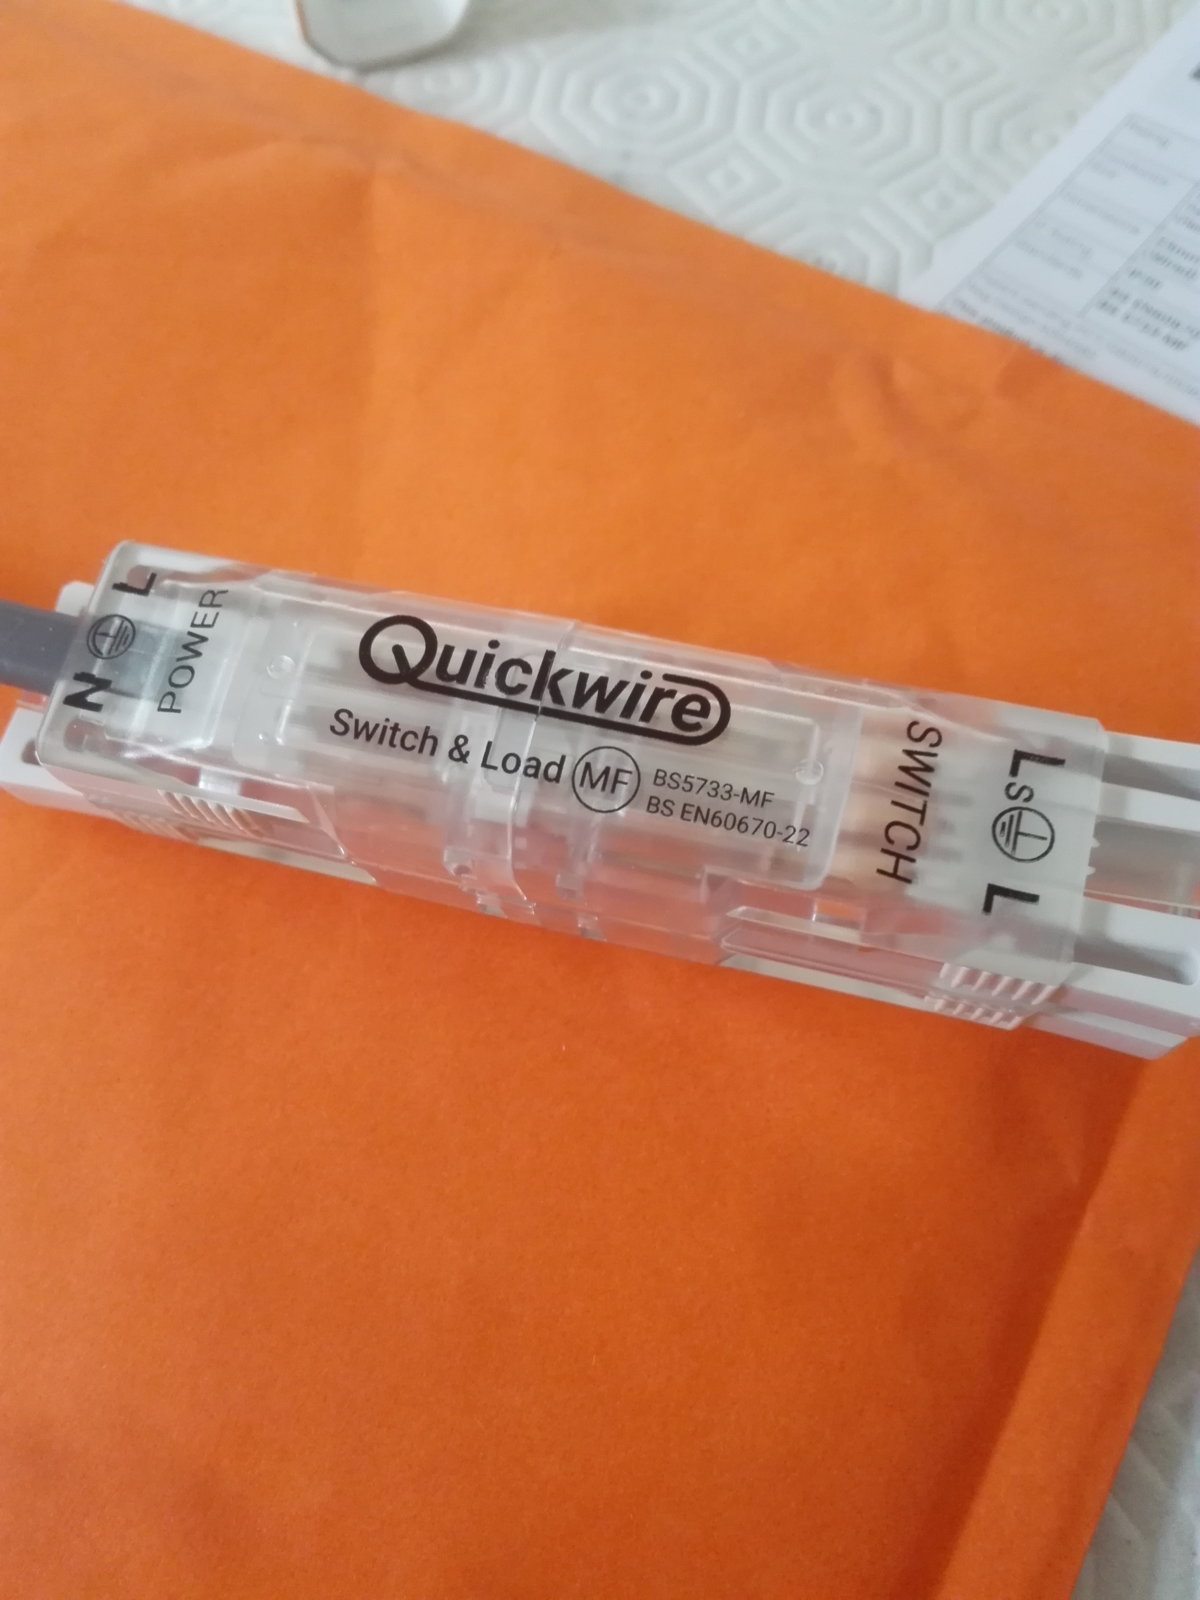 Quickwire
Switch & Load MF BS5733-MF
BS EN60670-22
N L
POWER
SWITCH
Ls L